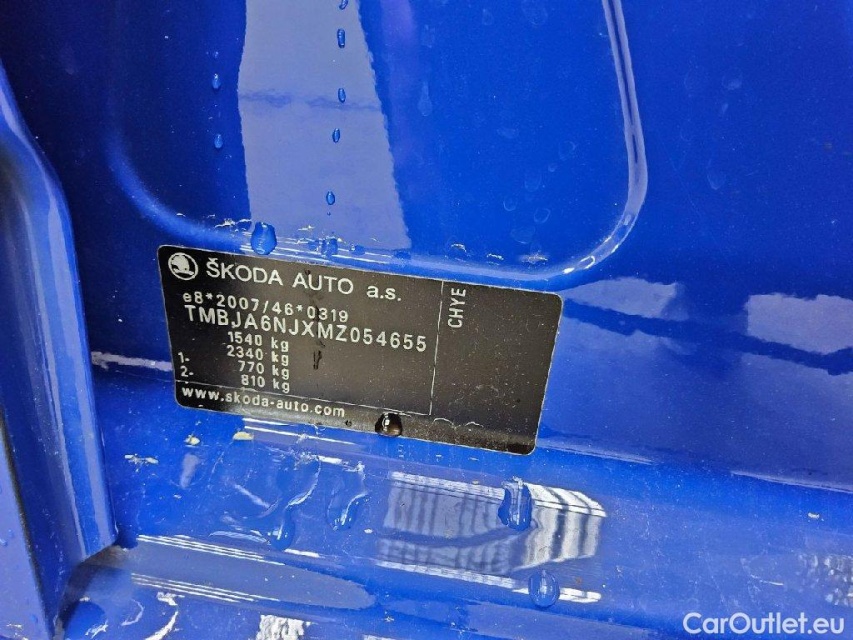 ŠKODA AUTO a.s.
e8*2007/46*0319
TMBJA6NJXMZ054655
1540 kg
2340 kg
1- 770 kg
2- 810 kg
www.skoda-auto.com
CHYE
CarOutlet.eu